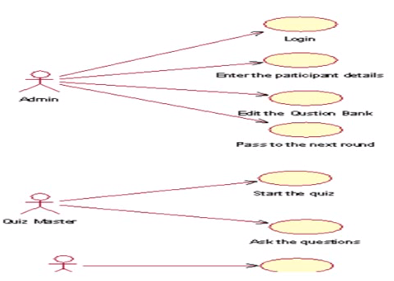 Login
Enter the participant details
Admin
Edit the Qustion Bank
Pass to the next round
Start the quiz
Quiz Master
Ask the questions